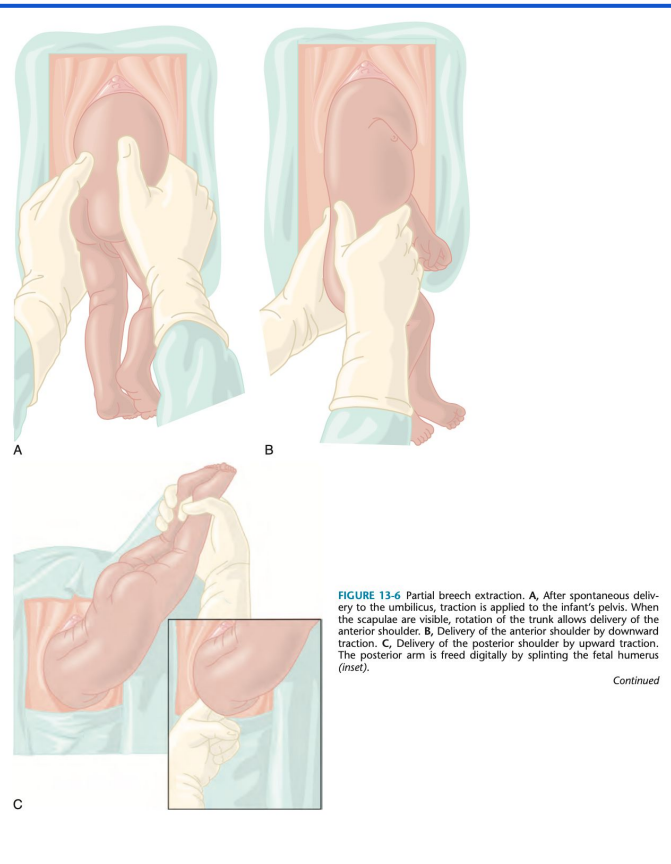 A
B
C
FIGURE 13-6 Partial breech extraction. A, After spontaneous deliv-
ery to the umbilicus, traction is applied to the infant's pelvis. When
the scapulae are visible, rotation of the trunk allows delivery of the
anterior shoulder. B, Delivery of the anterior shoulder by downward
traction. C, Delivery of the posterior shoulder by upward traction.
The posterior arm is freed digitally by splinting the fetal humerus
(inset).
Continued